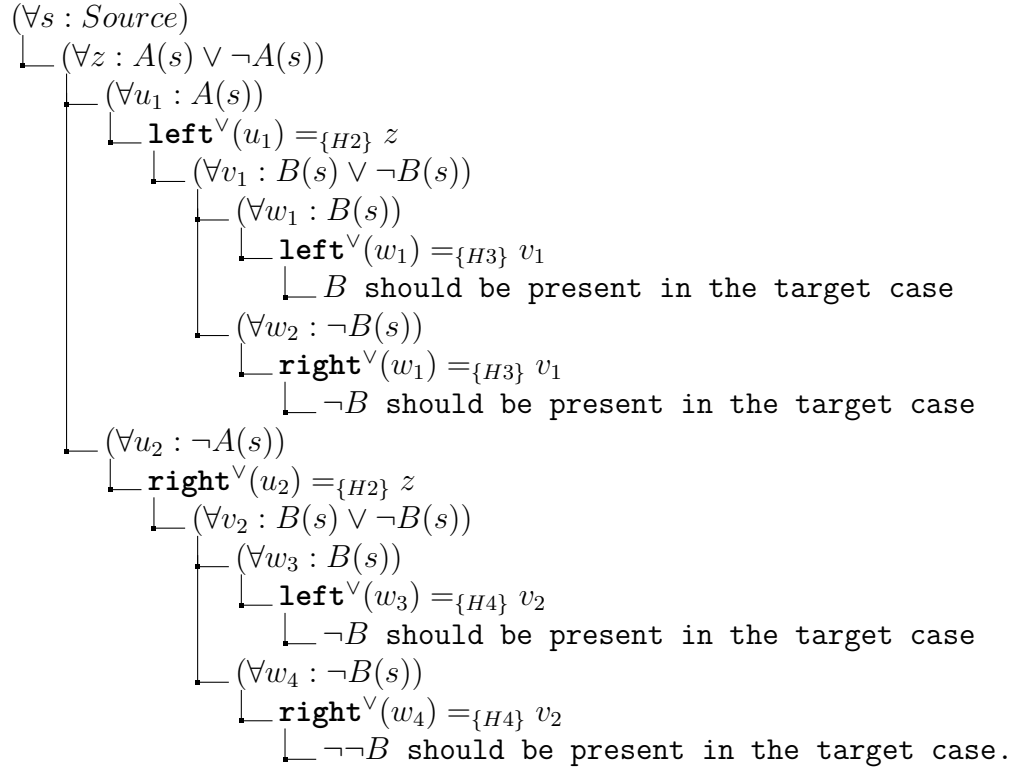 (∀s : Source)
(∀z : A(s) ∨ ¬A(s))
(∀u₁ : A(s))
left^∨(u₁) =_{H2} z
(∀v₁ : B(s) ∨ ¬B(s))
(∀w₁ : B(s))
left^∨(w₁) =_{H3} v₁
B should be present in the target case
(∀w₂ : ¬B(s))
right^∨(w₁) =_{H3} v₁
¬B should be present in the target case
(∀u₂ : ¬A(s))
right^∨(u₂) =_{H2} z
(∀v₂ : B(s) ∨ ¬B(s))
(∀w₃ : B(s))
left^∨(w₃) =_{H4} v₂
¬B should be present in the target case
(∀w₄ : ¬B(s))
right^∨(w₄) =_{H4} v₂
¬¬B should be present in the target case.